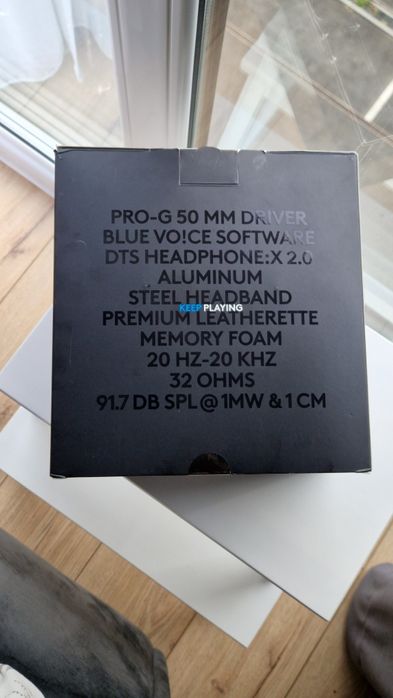 PRO-G 50 MM DRIVER
BLUE VO!CE SOFTWARE
DTS HEADPHONE:X 2.0
ALUMINUM
STEEL HEADBAND
KEEP PLAYING
PREMIUM LEATHERETTE
MEMORY FOAM
20 HZ-20 KHZ
32 OHMS
91.7 DB SPL @ 1MW & 1 CM